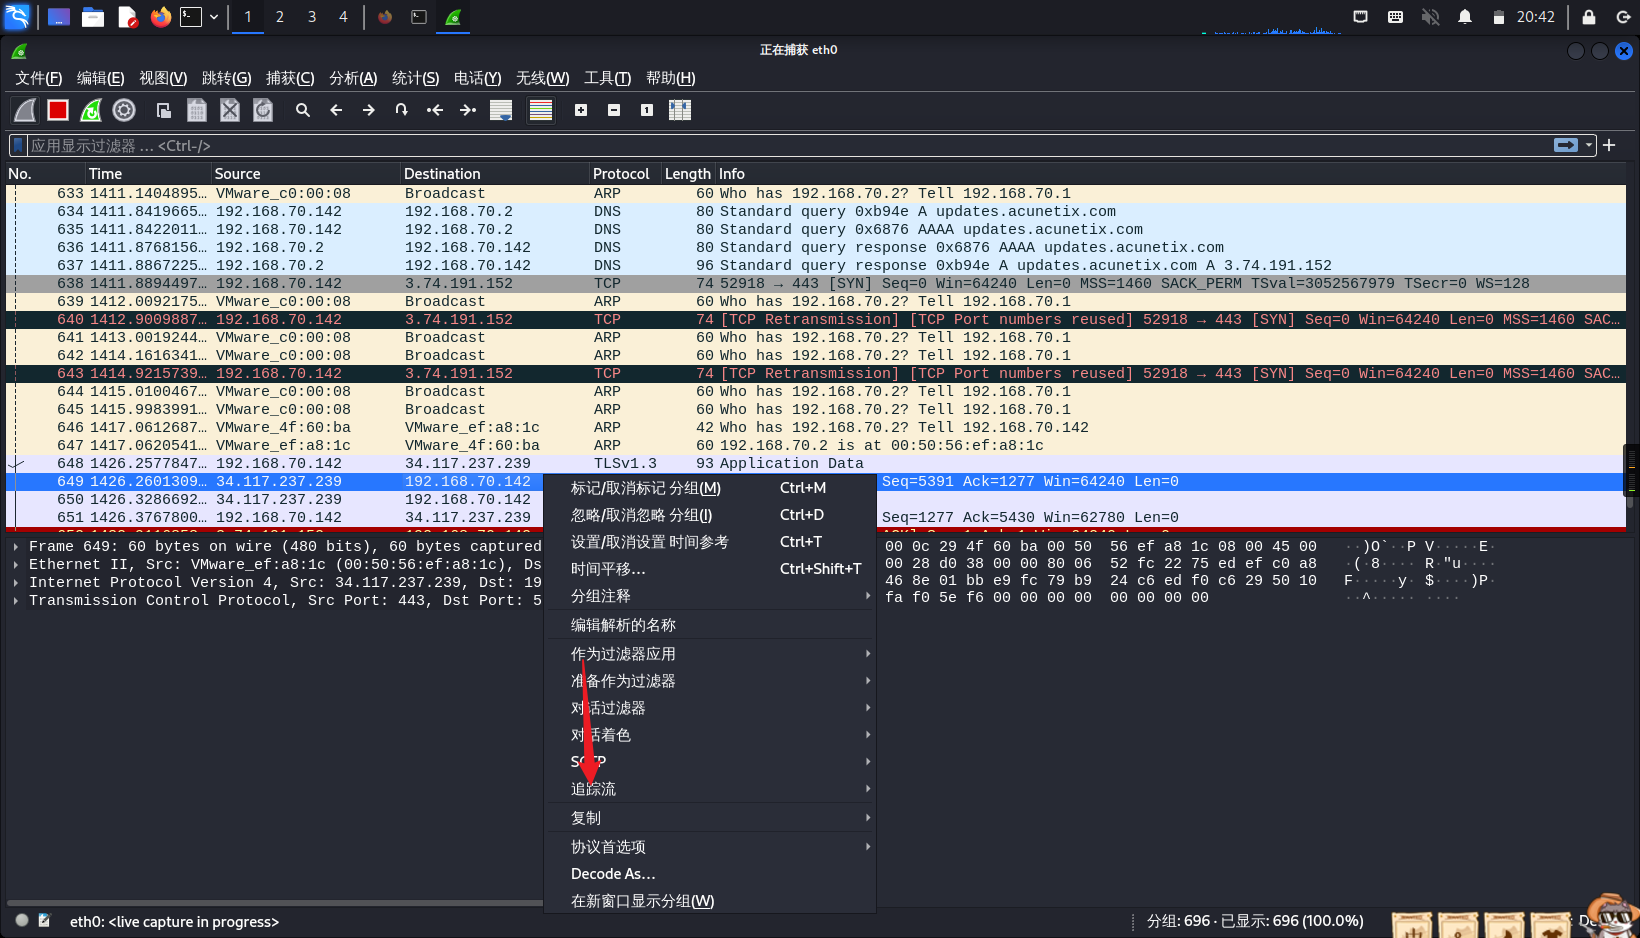 1 2 3 4 20:42
正在捕获 eth0
文件(F) 编辑(E) 视图(V) 跳转(G) 捕获(C) 分析(A) 统计(S) 电话(Y) 无线(W) 工具(T) 帮助(H)
应用显示过滤器 … <Ctrl-/>
No. Time Source Destination Protocol Length Info
633 1411.1404895… VMware_c0:00:08 Broadcast ARP 60 Who has 192.168.70.2? Tell 192.168.70.1
634 1411.8419665… 192.168.70.142 192.168.70.2 DNS 80 Standard query 0xb94e A updates.acunetix.com
635 1411.8422011… 192.168.70.142 192.168.70.2 DNS 80 Standard query 0x6876 AAAA updates.acunetix.com
636 1411.8768156… 192.168.70.2 192.168.70.142 DNS 80 Standard query response 0x6876 AAAA updates.acunetix.com
637 1411.8867225… 192.168.70.2 192.168.70.142 DNS 96 Standard query response 0xb94e A updates.acunetix.com A 3.74.191.152
638 1411.8894497… 192.168.70.142 3.74.191.152 TCP 74 52918 → 443 [SYN] Seq=0 Win=64240 Len=0 MSS=1460 SACK_PERM TSval=3052567979 TSecr=0 WS=128
639 1412.0092175… VMware_c0:00:08 Broadcast ARP 60 Who has 192.168.70.2? Tell 192.168.70.1
640 1412.9009887… 192.168.70.142 3.74.191.152 TCP 74 [TCP Retransmission] [TCP Port numbers reused] 52918 → 443 [SYN] Seq=0 Win=64240 Len=0 MSS=1460 SAC…
641 1413.0019244… VMware_c0:00:08 Broadcast ARP 60 Who has 192.168.70.2? Tell 192.168.70.1
642 1414.1616341… VMware_c0:00:08 Broadcast ARP 60 Who has 192.168.70.2? Tell 192.168.70.1
643 1414.9215739… 192.168.70.142 3.74.191.152 TCP 74 [TCP Retransmission] [TCP Port numbers reused] 52918 → 443 [SYN] Seq=0 Win=64240 Len=0 MSS=1460 SAC…
644 1415.0100467… VMware_c0:00:08 Broadcast ARP 60 Who has 192.168.70.2? Tell 192.168.70.1
645 1415.9983991… VMware_c0:00:08 Broadcast ARP 60 Who has 192.168.70.2? Tell 192.168.70.1
646 1417.0612687… VMware_4f:60:ba VMware_ef:a8:1c ARP 42 Who has 192.168.70.2? Tell 192.168.70.142
647 1417.0620541… VMware_ef:a8:1c VMware_4f:60:ba ARP 60 192.168.70.2 is at 00:50:56:ef:a8:1c
648 1426.2577847… 192.168.70.142 34.117.237.239 TLSv1.3 93 Application Data
649 1426.2601309… 34.117.237.239 192.168.70.142 Seq=5391 Ack=1277 Win=64240 Len=0
650 1426.3286692… 34.117.237.239 192.168.70.142
651 1426.3767800… 192.168.70.142 34.117.237.239 Seq=1277 Ack=5430 Win=62780 Len=0
标记/取消标记 分组(M) Ctrl+M
忽略/取消忽略 分组(I) Ctrl+D
设置/取消设置 时间参考 Ctrl+T
时间平移… Ctrl+Shift+T
分组注释
编辑解析的名称
作为过滤器应用
准备作为过滤器
对话过滤器
对话着色
SCTP
追踪流
复制
协议首选项
Decode As…
在新窗口显示分组(W)
Frame 649: 60 bytes on wire (480 bits), 60 bytes captured
Ethernet II, Src: VMware_ef:a8:1c (00:50:56:ef:a8:1c), Ds
Internet Protocol Version 4, Src: 34.117.237.239, Dst: 19
Transmission Control Protocol, Src Port: 443, Dst Port: 5
00 0c 29 4f 60 ba 00 50 56 ef a8 1c 08 00 45 00 ··)O`··P V·····E·
00 28 d0 38 00 00 80 06 52 fc 22 75 ed ef c0 a8 ·(·8···· R·"u····
46 8e 01 bb e9 fc 79 b9 24 c6 ed f0 c6 29 50 10 F·····y· $····)P·
fa f0 5e f6 00 00 00 00 00 00 00 00 ··^····· ····
eth0: <live capture in progress>
分组: 696 · 已显示: 696 (100.0%)